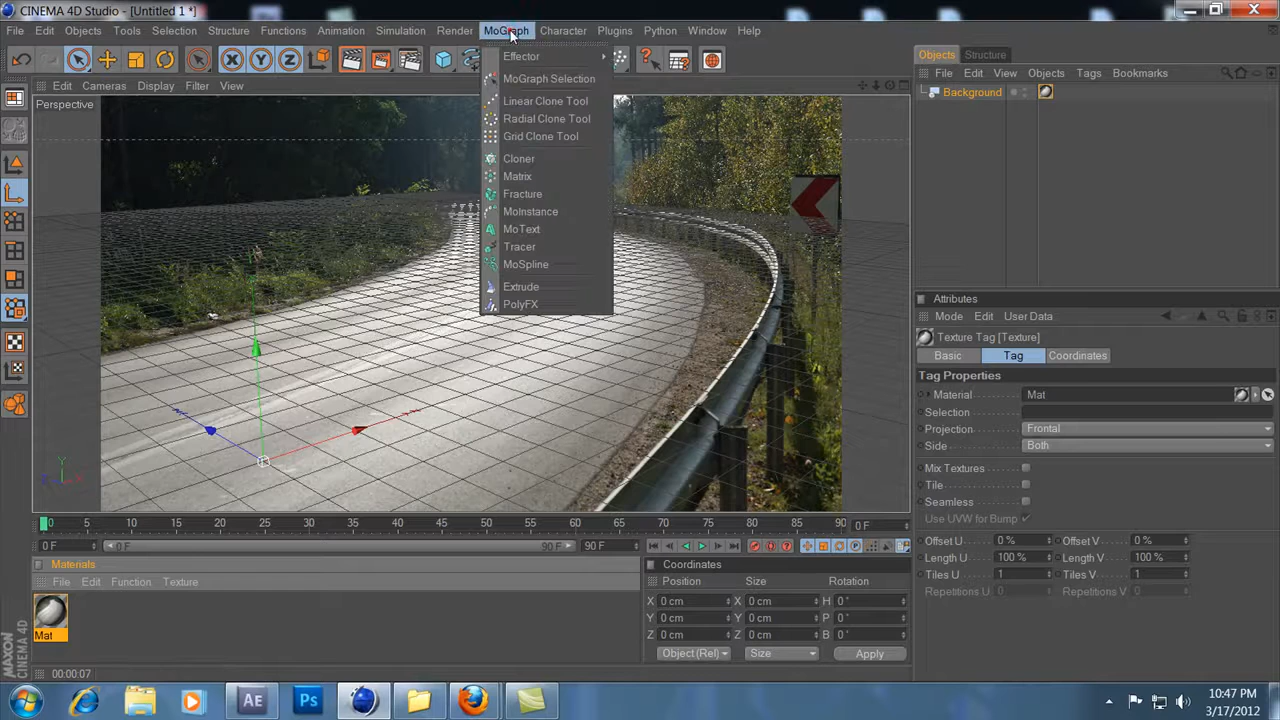 CINEMA 4D Studio - [Untitled 1 *]
File Edit Objects Tools Selection Structure Functions Animation Simulation Render MoGraph Character Plugins Python Window Help
Edit Cameras Display Filter View
Perspective
Effector
MoGraph Selection
Linear Clone Tool
Radial Clone Tool
Grid Clone Tool
Cloner
Matrix
Fracture
MoInstance
MoText
Tracer
MoSpline
Extrude
PolyFX
Objects Structure
File Edit View Objects Tags Bookmarks
Background
Attributes
Mode Edit User Data
Texture Tag [Texture]
Basic Tag Coordinates
Tag Properties
Material Mat
Selection
Projection Frontal
Side Both
Mix Textures
Tile
Seamless
Use UVW for Bump
Offset U 0 % Offset V 0 %
Length U 100 % Length V 100 %
Tiles U 1 Tiles V 1
Repetitions U 0 Repetitions V 0
0 5 10 15 20 25 30 35 40 45 50 55 60 65 70 75 80 85 90 0 F
0 F 0 F 90 F 90 F
Materials
File Edit Function Texture
Mat
Coordinates
Position Size Rotation
X 0 cm X 0 cm H 0 °
Y 0 cm Y 0 cm P 0 °
Z 0 cm Z 0 cm B 0 °
Object (Rel) Size Apply
MAXON CINEMA 4D
00:00:07
Ae Ps
10:47 PM
3/17/2012